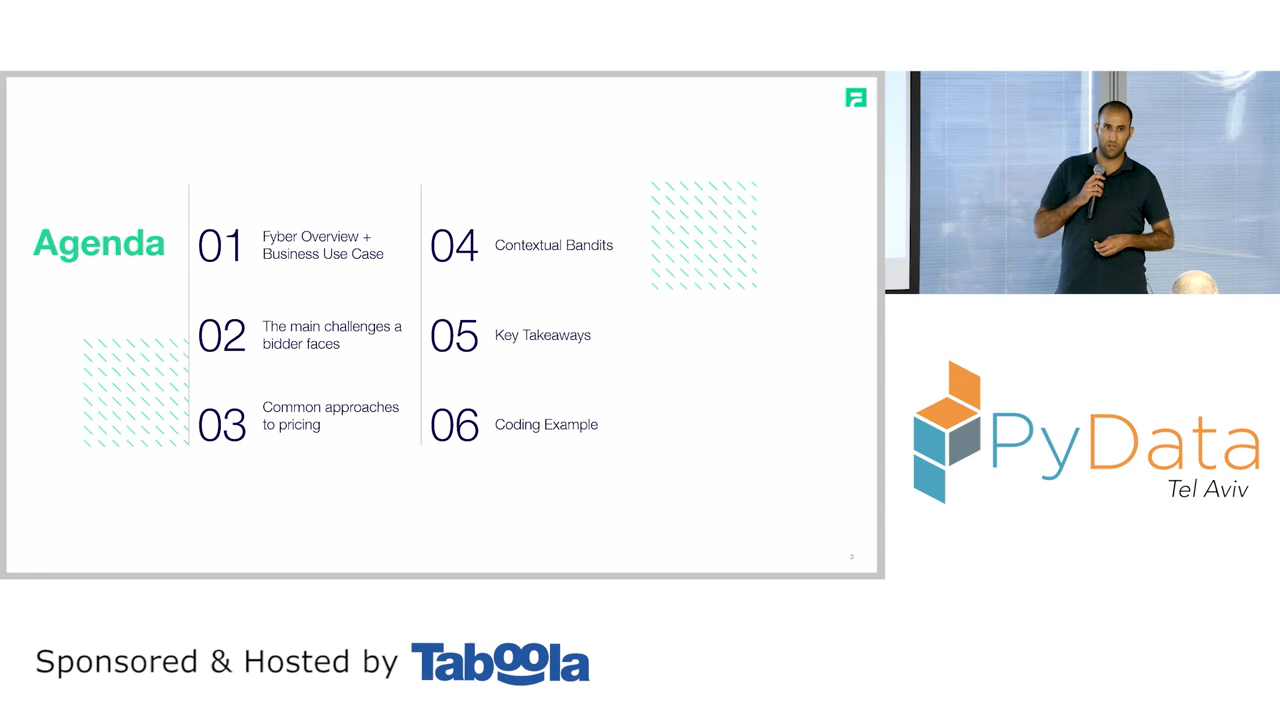 Agenda
01
Fyber Overview +
Business Use Case
02
The main challenges a
bidder faces
03
Common approaches
to pricing
04
Contextual Bandits
05
Key Takeaways
06
Coding Example
3
PyData
Tel Aviv
Sponsored & Hosted by Taboola